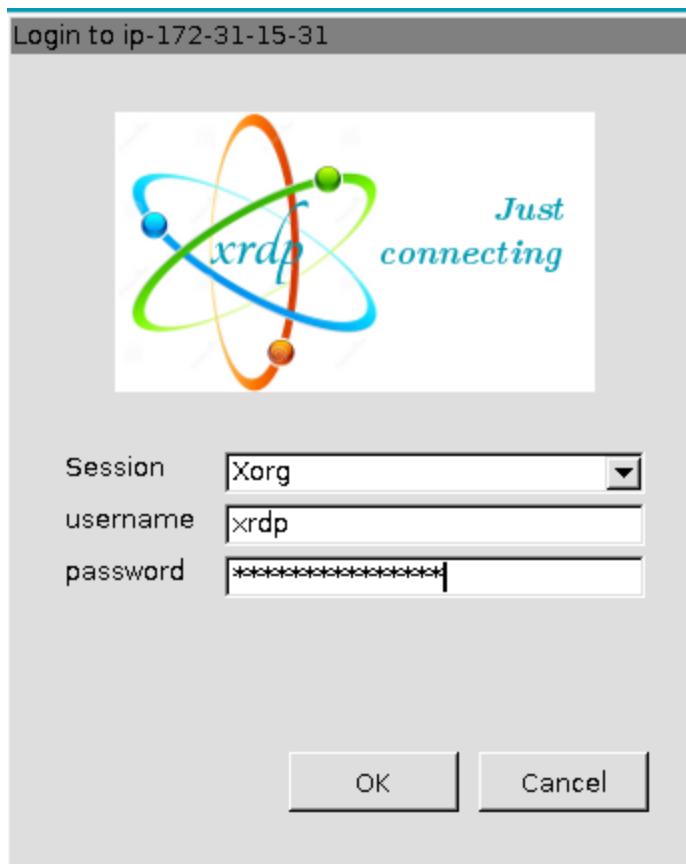 Login to ip-172-31-15-31
xrdp
Just
connecting
Session
Xorg
username
xrdp
password
***************
OK
Cancel